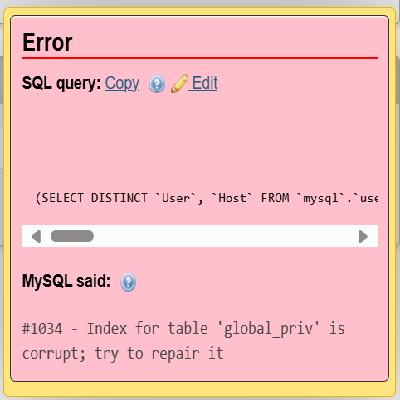 Error
SQL query: Copy Edit
(SELECT DISTINCT `User`, `Host` FROM `mysql`.`use
MySQL said:
#1034 - Index for table 'global_priv' is
corrupt; try to repair it